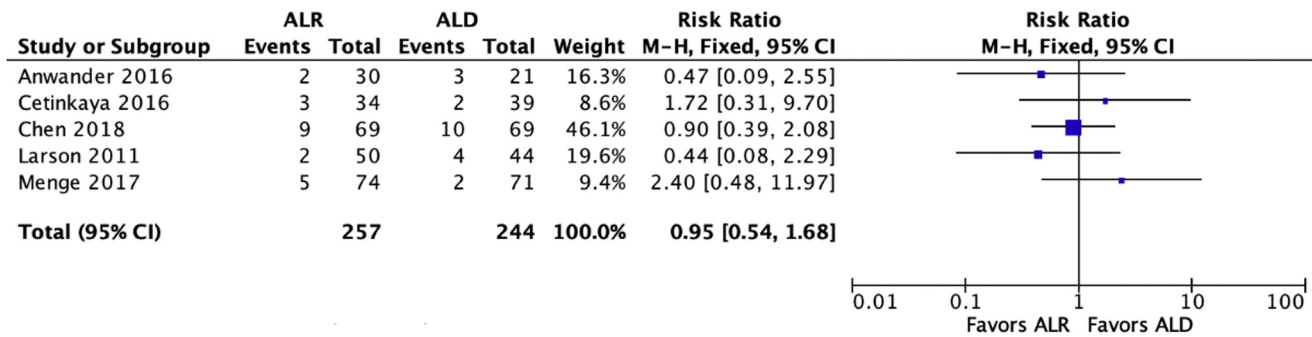 ALR ALD Risk Ratio Risk Ratio
Study or Subgroup Events Total Events Total Weight M-H, Fixed, 95% CI M-H, Fixed, 95% CI
Anwander 2016 2 30 3 21 16.3% 0.47 [0.09, 2.55]
Cetinkaya 2016 3 34 2 39 8.6% 1.72 [0.31, 9.70]
Chen 2018 9 69 10 69 46.1% 0.90 [0.39, 2.08]
Larson 2011 2 50 4 44 19.6% 0.44 [0.08, 2.29]
Menge 2017 5 74 2 71 9.4% 2.40 [0.48, 11.97]
Total (95% CI) 257 244 100.0% 0.95 [0.54, 1.68]
0.01 0.1 1 10 100
Favors ALR Favors ALD